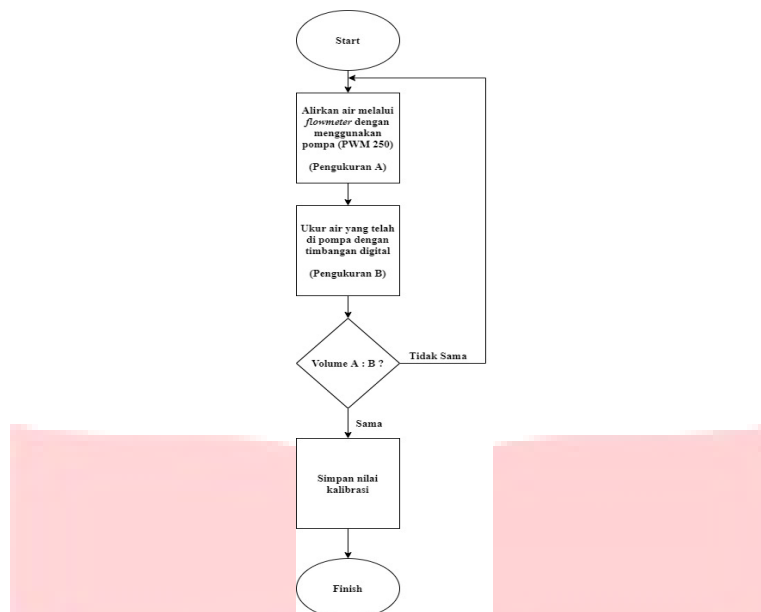 Start
Alirkan air melalui
flowmeter dengan
menggunakan
pompa (PWM 250)
(Pengukuran A)
Ukur air yang telah
di pompa dengan
timbangan digital
(Pengukuran B)
Volume A : B ?
Tidak Sama
Sama
Simpan nilai
kalibrasi
Finish